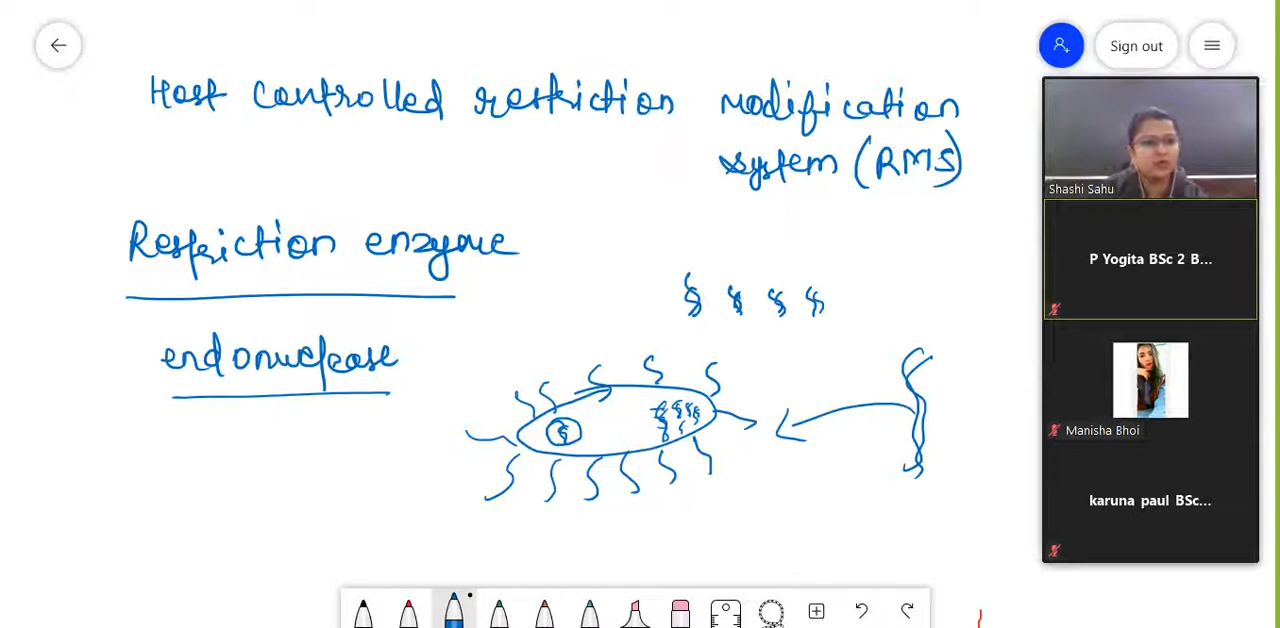 Sign out
Host controlled restriction modification
system (RMS)
Restriction enzyme
endonuclease
Shashi Sahu
P Yogita BSc 2 B...
Manisha Bhoi
karuna paul BSc...